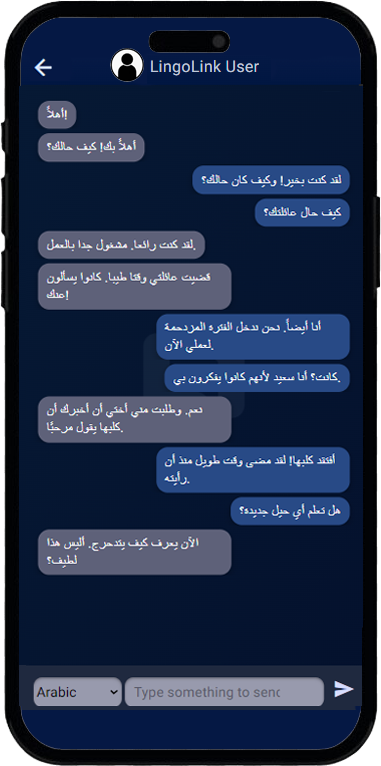 LingoLink User
أهلاً!
أهلاً بك! كيف حالك؟
لقد كنت بخير! وكيف كان حالك؟
كيف حال عائلتك؟
لقد كنت رائعا. مشغول جدا بالعمل.
قضيت عائلتي وقتا طيبا. كانوا يسألون
عنك!
أنا أيضاً. نحن ندخل الفترة المزدحمة
لعملي الآن.
كانت؟ أنا سعيد لأنهم كانوا يفكرون بي.
نعم. وطلبت مني أختي أن أخبرك أن
كلبها يقول مرحبًا.
أفتقد كلبها! لقد مضى وقت طويل منذ أن
رأيته.
هل تعلم أي حيل جديدة؟
الآن يعرف كيف يتدحرج. أليس هذا
لطيف؟
Arabic
Type something to send